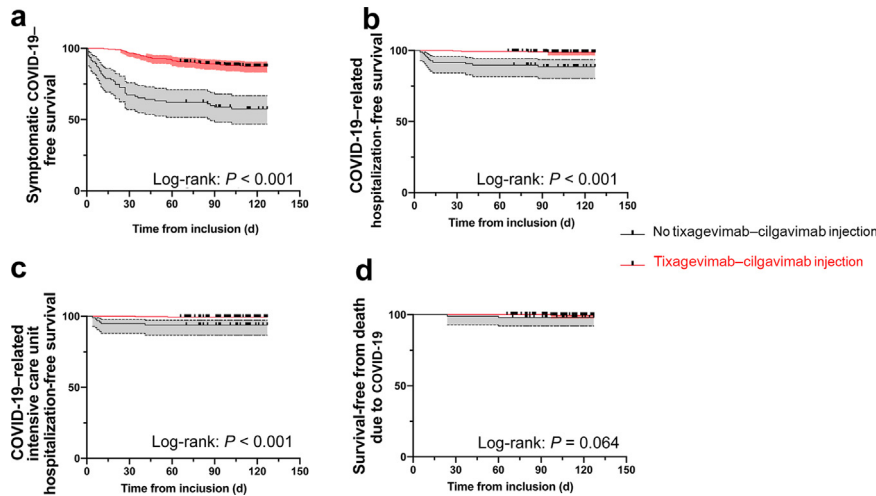 a
Symptomatic COVID-19–
free survival
100
50
Log-rank: P < 0.001
0 30 60 90 120 150
Time from inclusion (d)
b
COVID-19–related
hospitalization-free survival
100
50
Log-rank: P < 0.001
0 30 60 90 120 150
Time from inclusion (d)
No tixagevimab–cilgavimab injection
Tixagevimab–cilgavimab injection
c
COVID-19–related
intensive care unit
hospitalization-free survival
100
50
Log-rank: P < 0.001
0 30 60 90 120 150
Time from inclusion (d)
d
Survival-free from death
due to COVID-19
100
50
Log-rank: P = 0.064
0 30 60 90 120 150
Time from inclusion (d)